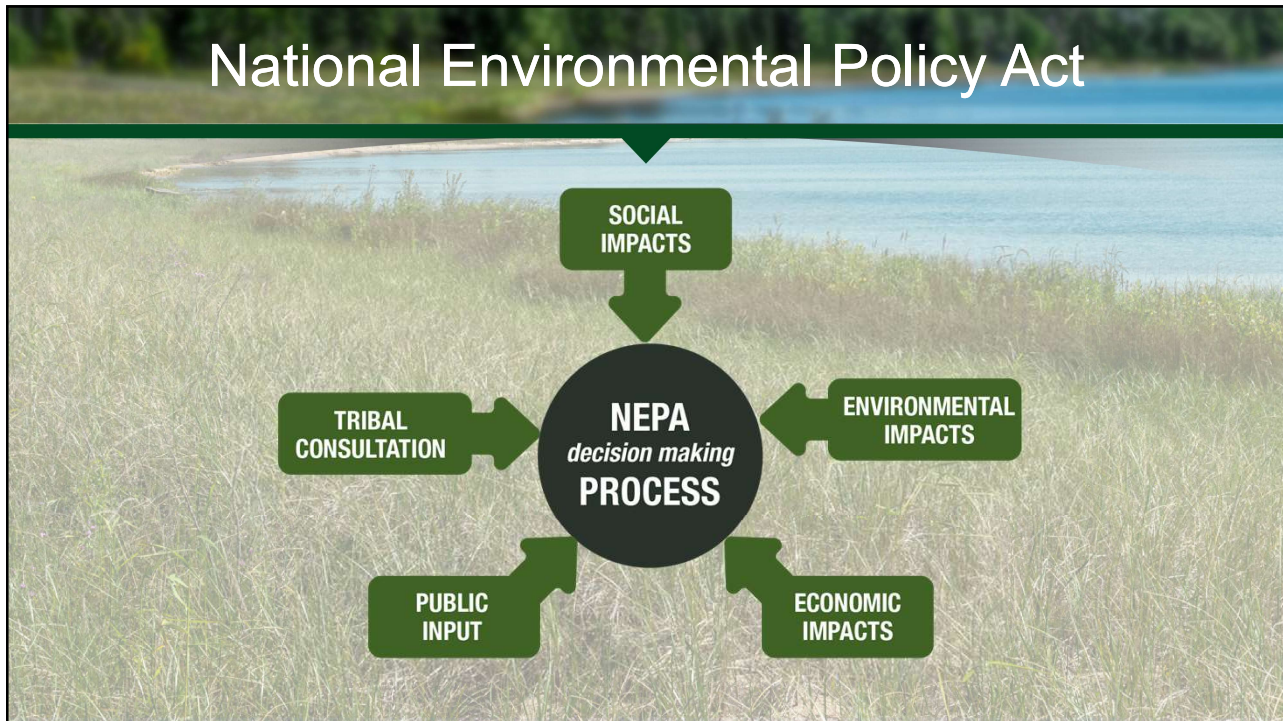 National Environmental Policy Act
SOCIAL
IMPACTS
TRIBAL
CONSULTATION
NEPA
decision making
PROCESS
ENVIRONMENTAL
IMPACTS
PUBLIC
INPUT
ECONOMIC
IMPACTS